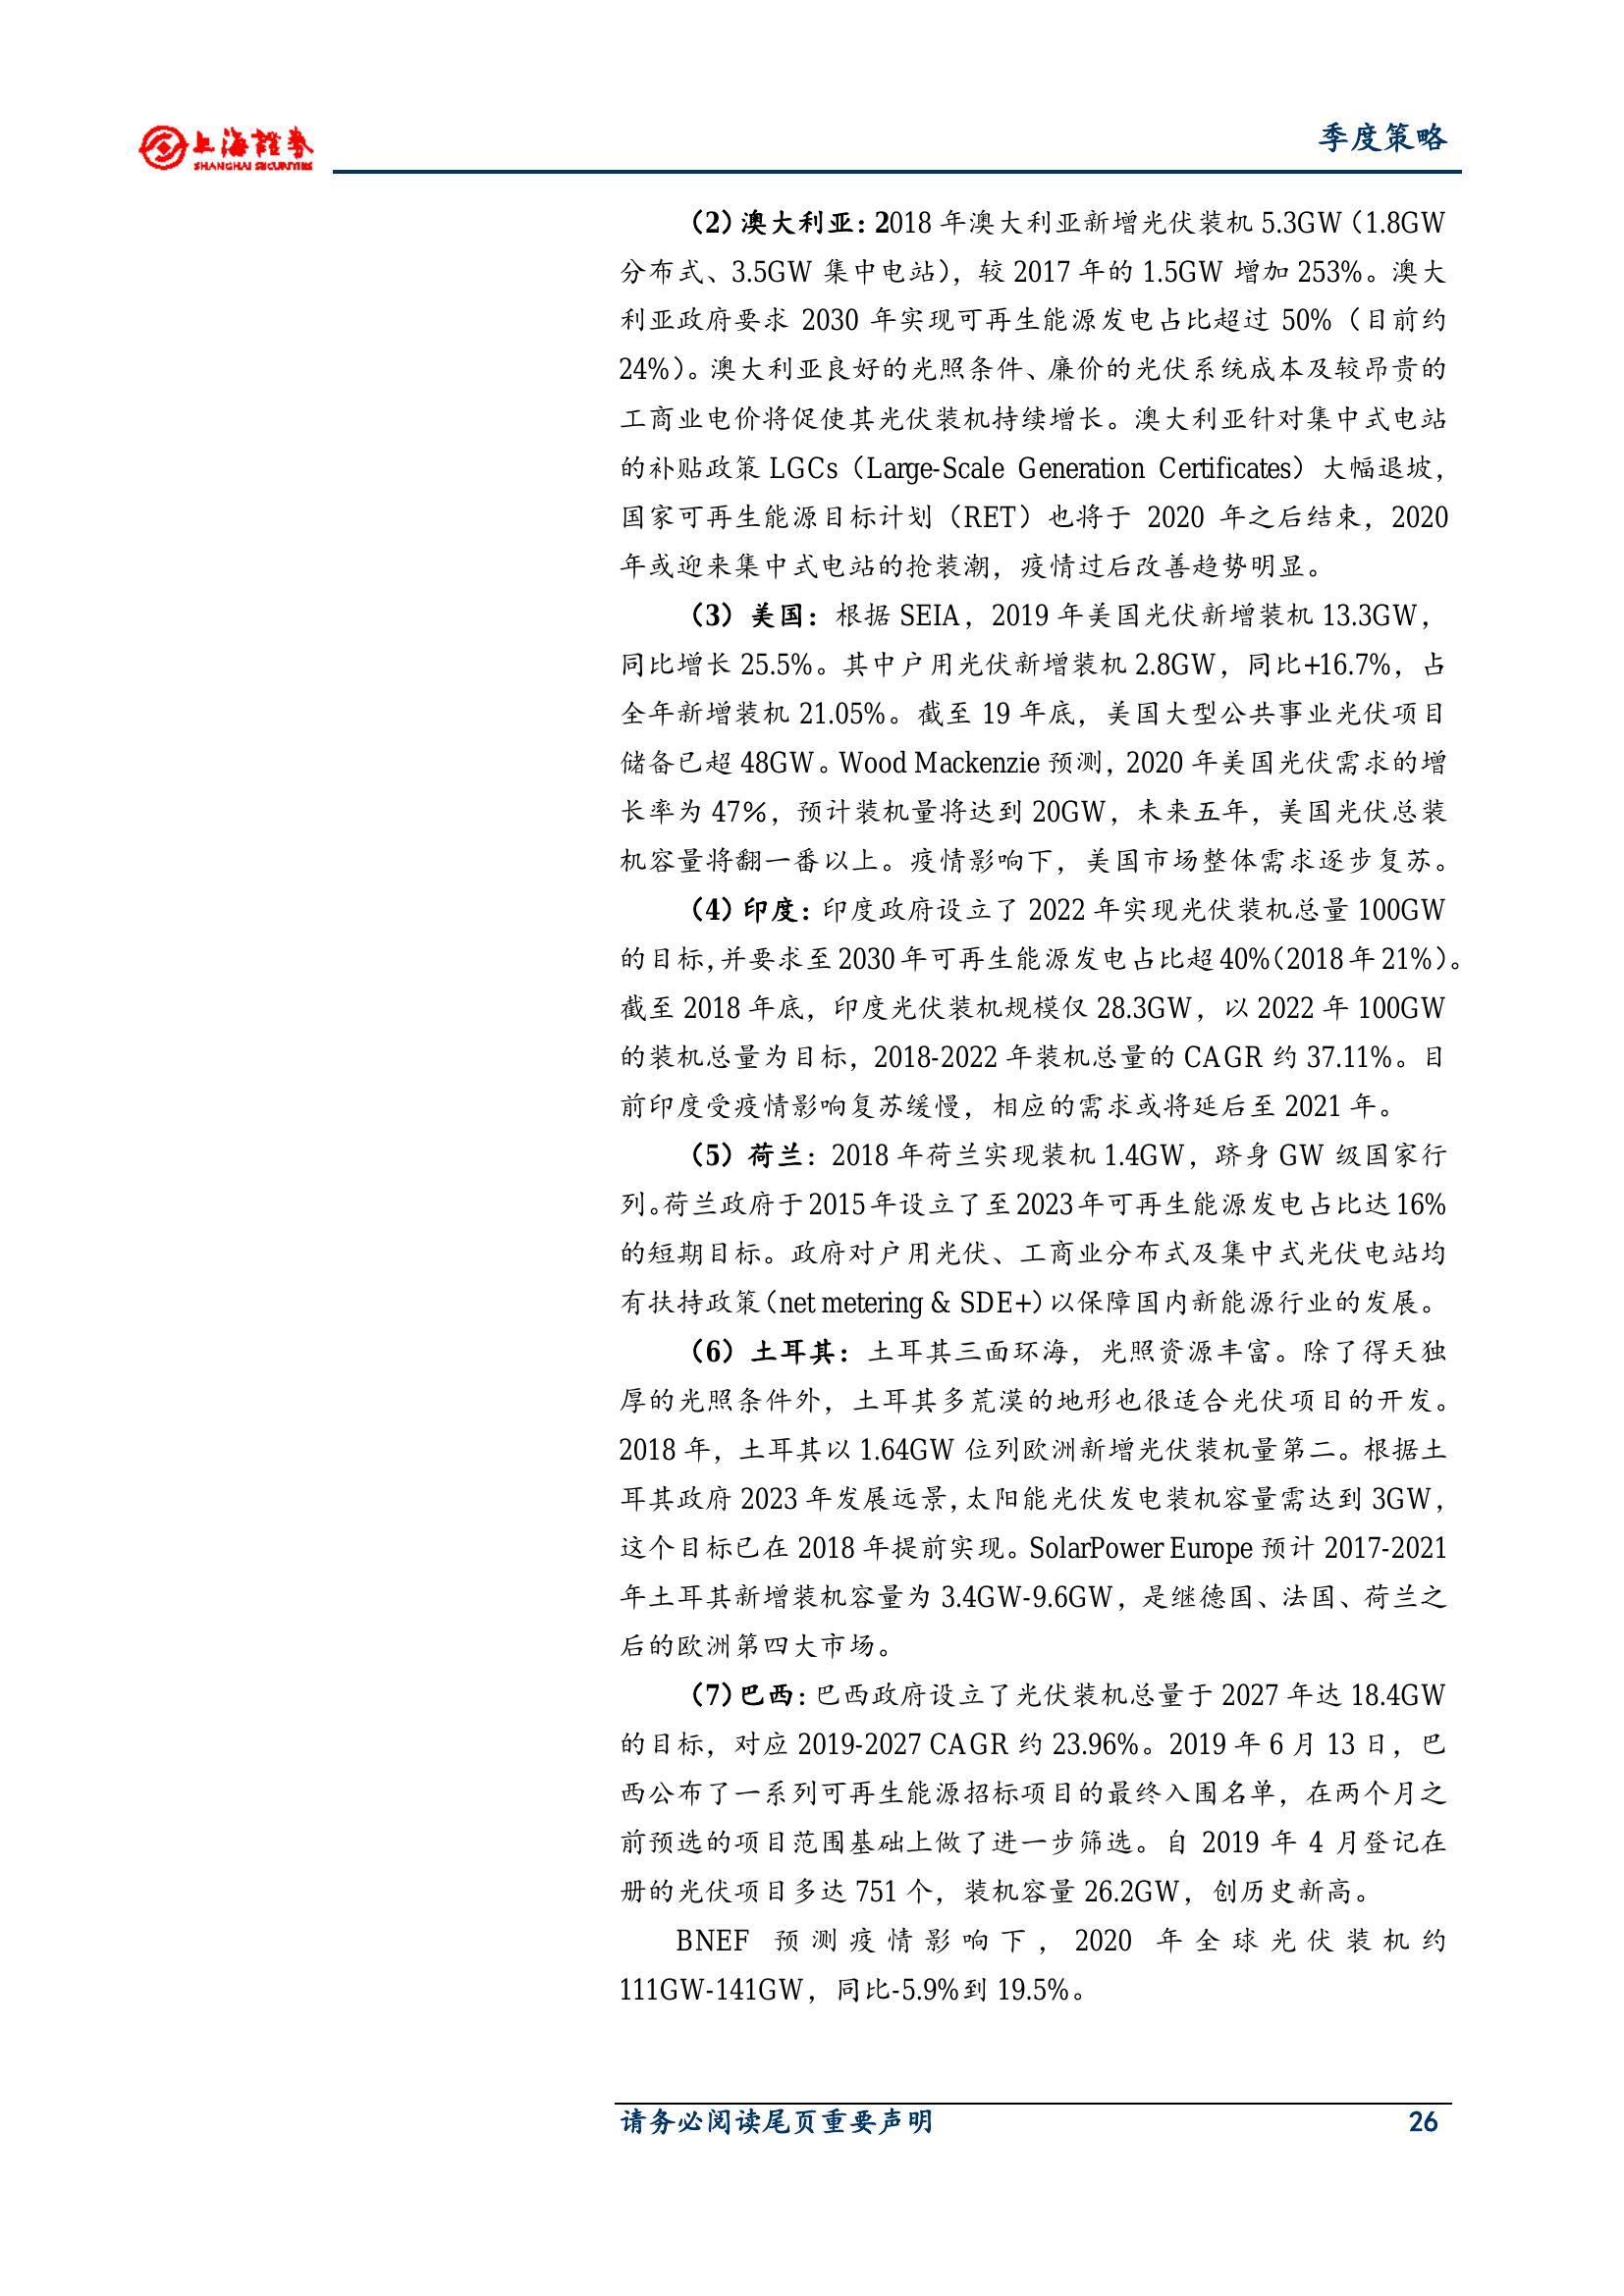 上海證券
SHANGHAI SECURITIES
季度策略
（2）澳大利亚：2018 年澳大利亚新增光伏装机 5.3GW（1.8GW
分布式、3.5GW 集中电站），较 2017 年的 1.5GW 增加 253%。澳大
利亚政府要求 2030 年实现可再生能源发电占比超过 50%（目前约
24%）。澳大利亚良好的光照条件、廉价的光伏系统成本及较昂贵的
工商业电价将促使其光伏装机持续增长。澳大利亚针对集中式电站
的补贴政策 LGCs（Large-Scale Generation Certificates）大幅退坡，
国家可再生能源目标计划（RET）也将于 2020 年之后结束，2020
年或迎来集中式电站的抢装潮，疫情过后改善趋势明显。
（3）美国：根据 SEIA，2019 年美国光伏新增装机 13.3GW，
同比增长 25.5%。其中户用光伏新增装机 2.8GW，同比+16.7%，占
全年新增装机 21.05%。截至 19 年底，美国大型公共事业光伏项目
储备已超 48GW。Wood Mackenzie 预测，2020 年美国光伏需求的增
长率为 47%，预计装机量将达到 20GW，未来五年，美国光伏总装
机容量将翻一番以上。疫情影响下，美国市场整体需求逐步复苏。
（4）印度：印度政府设立了 2022 年实现光伏装机总量 100GW
的目标，并要求至 2030 年可再生能源发电占比超 40%（2018 年 21%）。
截至 2018 年底，印度光伏装机规模仅 28.3GW，以 2022 年 100GW
的装机总量为目标，2018-2022 年装机总量的 CAGR 约 37.11%。目
前印度受疫情影响复苏缓慢，相应的需求或将延后至 2021 年。
（5）荷兰：2018 年荷兰实现装机 1.4GW，跻身 GW 级国家行
列。荷兰政府于 2015 年设立了至 2023 年可再生能源发电占比达 16%
的短期目标。政府对户用光伏、工商业分布式及集中式光伏电站均
有扶持政策（net metering & SDE+）以保障国内新能源行业的发展。
（6）土耳其：土耳其三面环海，光照资源丰富。除了得天独
厚的光照条件外，土耳其多荒漠的地形也很适合光伏项目的开发。
2018 年，土耳其以 1.64GW 位列欧洲新增光伏装机量第二。根据土
耳其政府 2023 年发展远景，太阳能光伏发电装机容量需达到 3GW，
这个目标已在 2018 年提前实现。SolarPower Europe 预计 2017-2021
年土耳其新增装机容量为 3.4GW-9.6GW，是继德国、法国、荷兰之
后的欧洲第四大市场。
（7）巴西：巴西政府设立了光伏装机总量于 2027 年达 18.4GW
的目标，对应 2019-2027 CAGR 约 23.96%。2019 年 6 月 13 日，巴
西公布了一系列可再生能源招标项目的最终入围名单，在两个月之
前预选的项目范围基础上做了进一步筛选。自 2019 年 4 月登记在
册的光伏项目多达 751 个，装机容量 26.2GW，创历史新高。
BNEF 预测疫情影响下，2020 年全球光伏装机约
111GW-141GW，同比-5.9%到 19.5%。
请务必阅读尾页重要声明
26